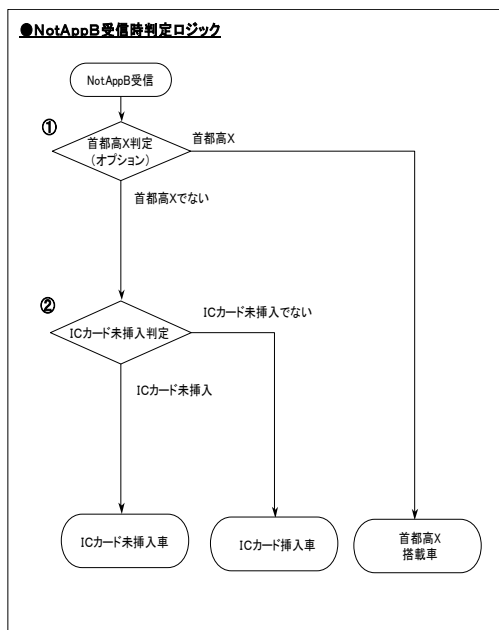 ●NotAppB受信時判定ロジック
NotAppB受信
①
首都高X判定
(オプション)
首都高X
首都高Xでない
②
ICカード未挿入判定
ICカード未挿入でない
ICカード未挿入
ICカード未挿入車
ICカード挿入車
首都高X
搭載車